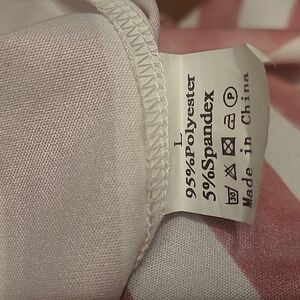 L
95%Polyester
5%Spandex
P
Made in China